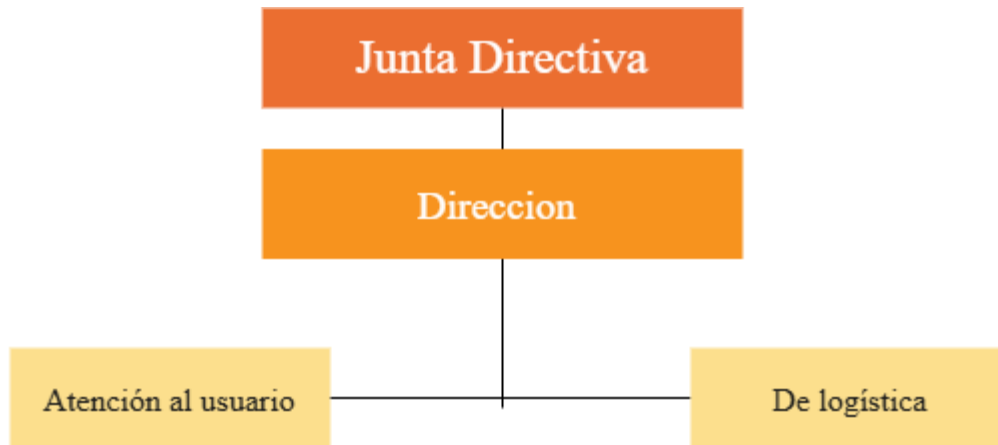 Junta Directiva
Direccion
Atención al usuario
De logística